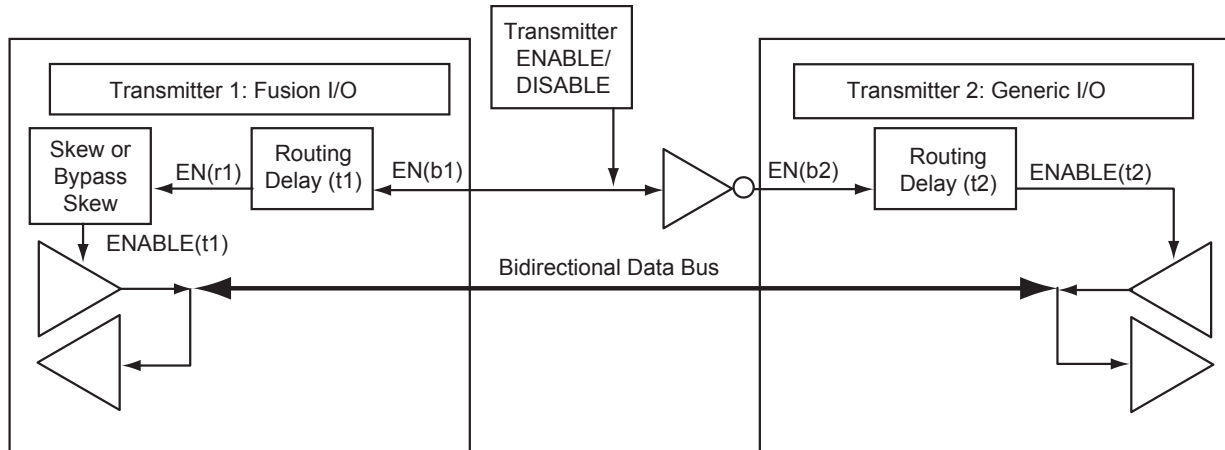 Transmitter
ENABLE/
DISABLE
Transmitter 1: Fusion I/O
Transmitter 2: Generic I/O
Skew or
Bypass
Skew
EN(r1)
Routing
Delay (t1)
EN(b1)
EN(b2)
Routing
Delay (t2)
ENABLE(t2)
ENABLE(t1)
Bidirectional Data Bus